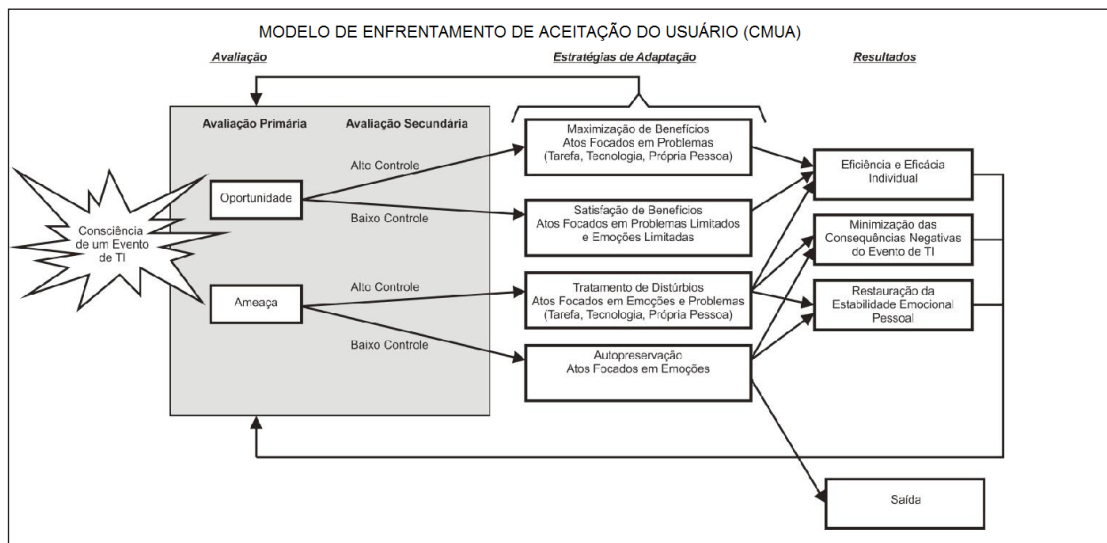 MODELO DE ENFRENTAMENTO DE ACEITAÇÃO DO USUÁRIO (CMUA)
Avaliação
Estratégias de Adaptação
Resultados
Avaliação Primária
Avaliação Secundária
Consciência
de um Evento
de TI
Oportunidade
Ameaça
Alto Controle
Baixo Controle
Alto Controle
Baixo Controle
Maximização de Benefícios
Atos Focados em Problemas
(Tarefa, Tecnologia, Própria Pessoa)
Satisfação de Benefícios
Atos Focados em Problemas Limitados
e Emoções Limitadas
Tratamento de Distúrbios
Atos Focados em Emoções e Problemas
(Tarefa, Tecnologia, Própria Pessoa)
Autopreservação
Atos Focados em Emoções
Eficiência e Eficácia
Individual
Minimização das
Consequências Negativas
do Evento de TI
Restauração da
Estabilidade Emocional
Pessoal
Saída